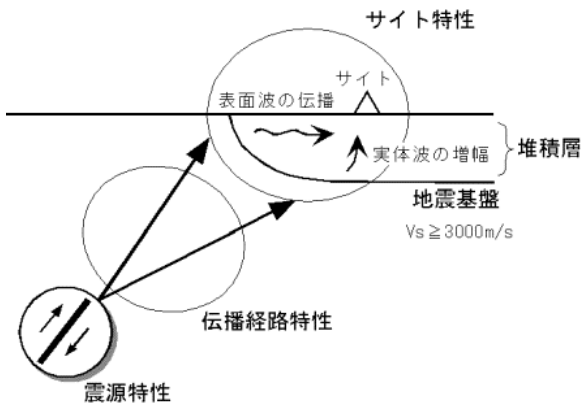 サイト特性
サイト
表面波の伝播
実体波の増幅
堆積層
地震基盤
Vs≧3000m/s
伝播経路特性
震源特性